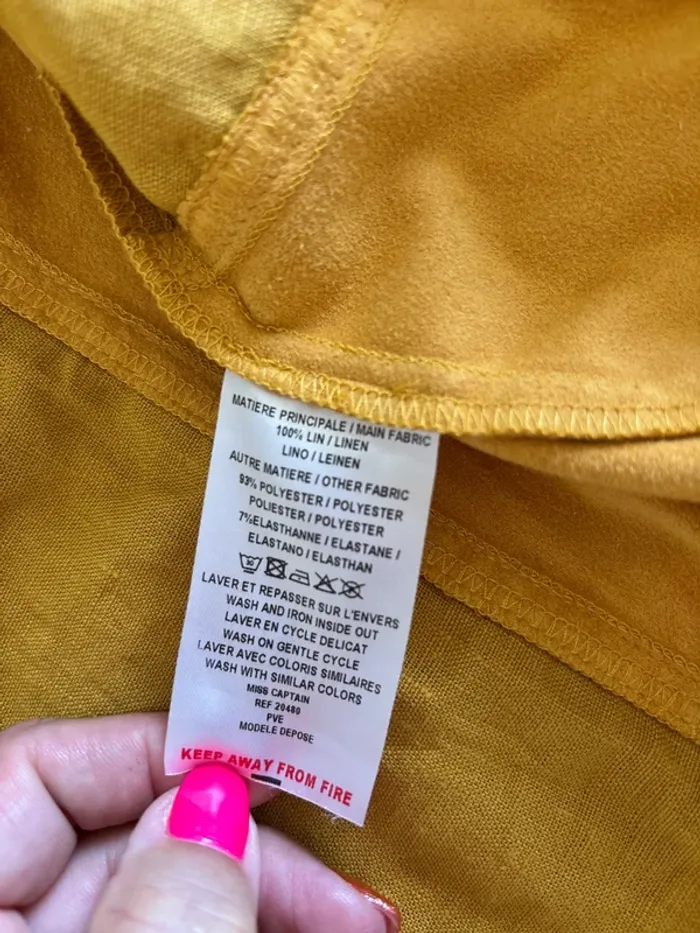 MATIERE PRINCIPALE / MAIN FABRIC
100% LIN / LINEN
LINO / LEINEN
AUTRE MATIERE / OTHER FABRIC
93% POLYESTER / POLYESTER
POLIESTER / POLYESTER
7%ELASTHANNE / ELASTANE /
ELASTANO / ELASTHAN
30
LAVER ET REPASSER SUR L'ENVERS
WASH AND IRON INSIDE OUT
LAVER EN CYCLE DELICAT
WASH ON GENTLE CYCLE
LAVER AVEC COLORIS SIMILAIRES
WASH WITH SIMILAR COLORS
MISS CAPTAIN
REF 20480
PVE
MODELE DEPOSE
KEEP AWAY FROM FIRE